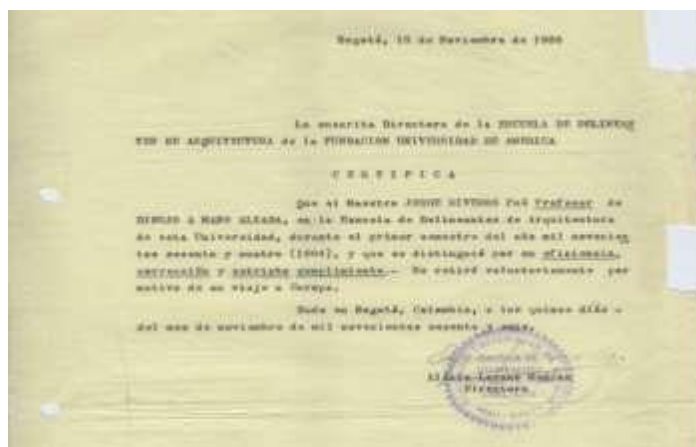 Bogotá, 15 de Noviembre de 1966
La suscrita Directora de la ESCUELA DE DELINEAN
TES DE ARQUITECTURA de la FUNDACION UNIVERSIDAD DE AMERICA
C E R T I F I C A
Que el Maestro JORGE RIVEROS fué Profesor de
DIBUJO A MANO ALZADA, en la Escuela de Delineantes de Arquitectura
de esta Universidad, durante el primer semestre del año mil novecien
tos sesenta y cuatro (1964), y que se distinguió por su eficiencia,
corrección y estricto cumplimiento.- Se retiró voluntariamente por
motivo de su viaje a Europa.
Dada en Bogotá, Colombia, a los quince días -
del mes de noviembre de mil novecientos sesenta y seis.
Directora